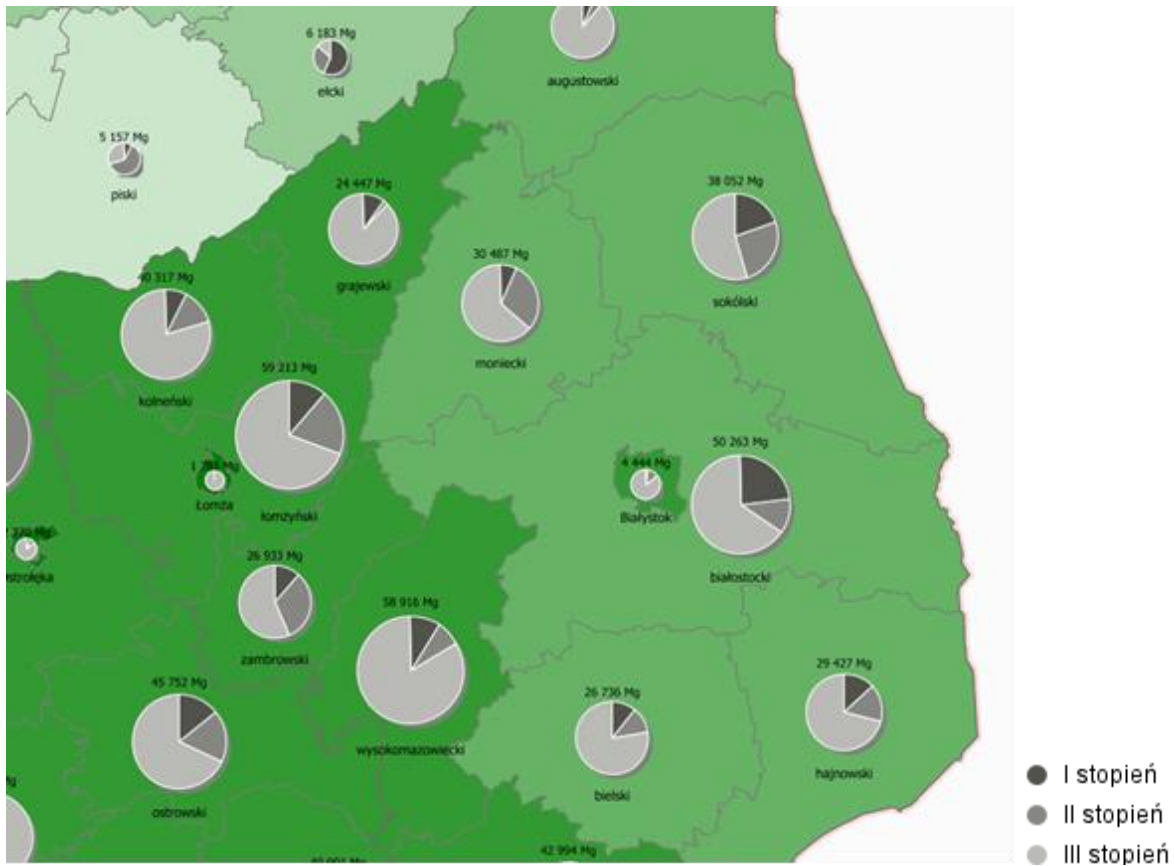 6 183 Mg
ełcki
augustowski
5 157 Mg
piski
24 447 Mg
grajewski
38 052 Mg
sokólski
30 487 Mg
moniecki
40 317 Mg
kolneński
59 213 Mg
łomżyński
Łomża
50 263 Mg
białostocki
4 444 Mg
Białystok
26 933 Mg
zambrowski
58 916 Mg
wysokomazowiecki
45 752 Mg
ostrowski
26 736 Mg
bielski
29 427 Mg
hajnowski
42 994 Mg
I stopień
II stopień
III stopień